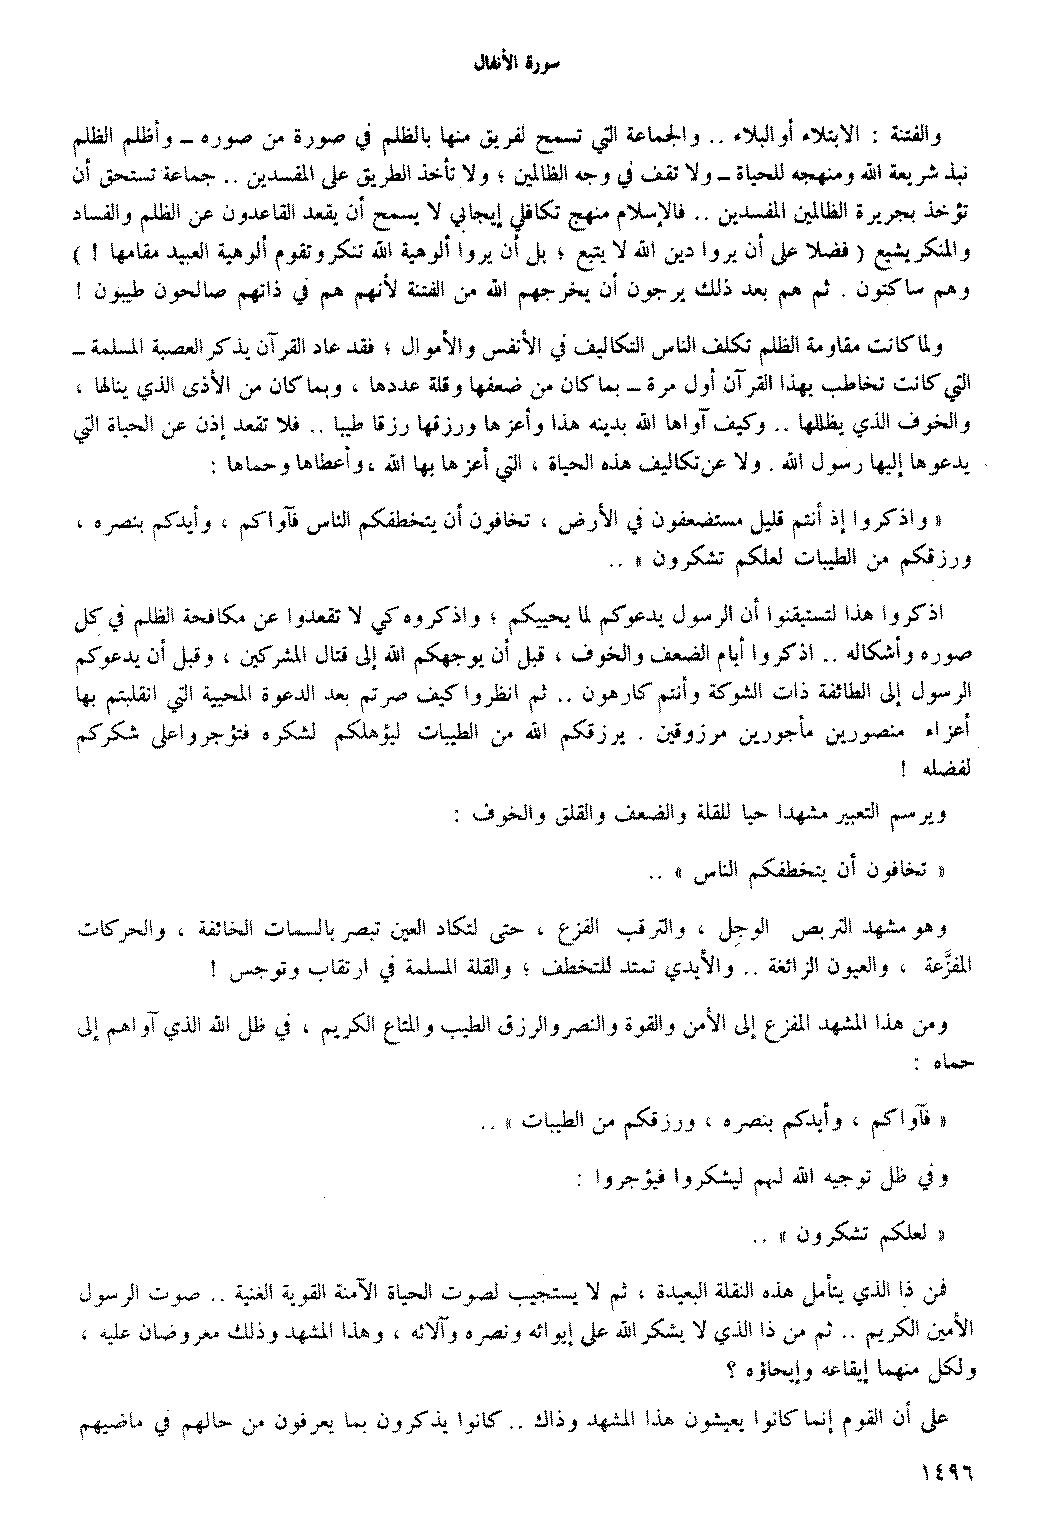 سورة الأنفال
والفتنة : الابتلاء أو البلاء .. والجماعة التي تسمح لفريق منها بالظلم في صورة من صوره – وأظلم الظلم
نبذ شريعة الله ومنهجه للحياة – ولا تقف في وجه الظالمين ؛ ولا تأخذ الطريق على المفسدين .. جماعة تستحق أن
تؤخذ بجريرة الظالمين المفسدين .. فالإسلام منهج تكافلي إيجابي لا يسمح أن يقعد القاعدون عن الظلم والفساد
والمنكر يشيع ( فضلا على أن يروا دين الله لا يتبع ؛ بل أن يروا ألوهية الله تنكر وتقوم ألوهية العبيد مقامها ! )
وهم ساكتون . ثم هم بعد ذلك يرجون أن يخرجهم الله من الفتنة لأنهم هم في ذاتهم صالحون طيبون !
ولما كانت مقاومة الظلم تكلف الناس التكاليف في الأنفس والأموال ؛ فقد عاد القرآن يذكر العصبة المسلمة –
التي كانت تخاطب بهذا القرآن أول مرة – بما كان من ضعفها وقلة عددها ، وبما كان من الأذى الذي ينالها ،
والخوف الذي يظللها .. وكيف آواها الله بدينه هذا وأعزها ورزقها رزقا طيبا .. فلا تقعد إذن عن الحياة التي
يدعوها إليها رسول الله . ولا عن تكاليف هذه الحياة ، التي أعزها بها الله ، وأعطاها وحماها :
« واذكروا إذ أنتم قليل مستضعفون في الأرض ، تخافون أن يتخطفكم الناس فآواكم ، وأيدكم بنصره ،
ورزقكم من الطيبات لعلكم تشكرون » ..
اذكروا هذا لتستيقنوا أن الرسول يدعوكم لما يحييكم ؛ واذكروه كي لا تقعدوا عن مكافحة الظلم في كل
صوره وأشكاله .. اذكروا أيام الضعف والخوف ، قبل أن يوجهكم الله إلى قتال المشركين ، وقبل أن يدعوكم
الرسول إلى الطائفة ذات الشوكة وأنتم كارهون .. ثم انظروا كيف صرتم بعد الدعوة المحيية التي انقلبتم بها
أعزاء منصورين مأجورين مرزوقين . يرزقكم الله من الطيبات ليؤهلكم لشكره فتؤجروا على شكركم
لفضله !
ويرسم التعبير مشهدا حيا للقلة والضعف والقلق والخوف :
« تخافون أن يتخطفكم الناس » ..
وهو مشهد التربص الوجل ، والترقب الفزع ، حتى لتكاد العين تبصر بالسمات الخائفة ، والحركات
المفزَّعة ، والعيون الزائغة .. والأيدي تمتد للتخطف ؛ والقلة المسلمة في ارتقاب وتوجس !
ومن هذا المشهد المفزع إلى الأمن والقوة والنصر والرزق الطيب والمتاع الكريم ، في ظل الله الذي آواهم إلى
حماه :
« فآواكم ، وأيدكم بنصره ، ورزقكم من الطيبات » ..
وفي ظل توجيه الله لهم ليشكروا فيؤجروا :
« لعلكم تشكرون » ..
فمن ذا الذي يتأمل هذه النقلة البعيدة ، ثم لا يستجيب لصوت الحياة الآمنة القوية الغنية .. صوت الرسول
الأمين الكريم .. ثم من ذا الذي لا يشكر الله على إيوائه ونصره وآلائه ، وهذا المشهد وذلك معروضان عليه ،
ولكل منهما إيقاعه وإيحاؤه ؟
على أن القوم إنما كانوا يعيشون هذا المشهد وذاك .. كانوا يذكرون بما يعرفون من حالهم في ماضيهم
١٤٩٦